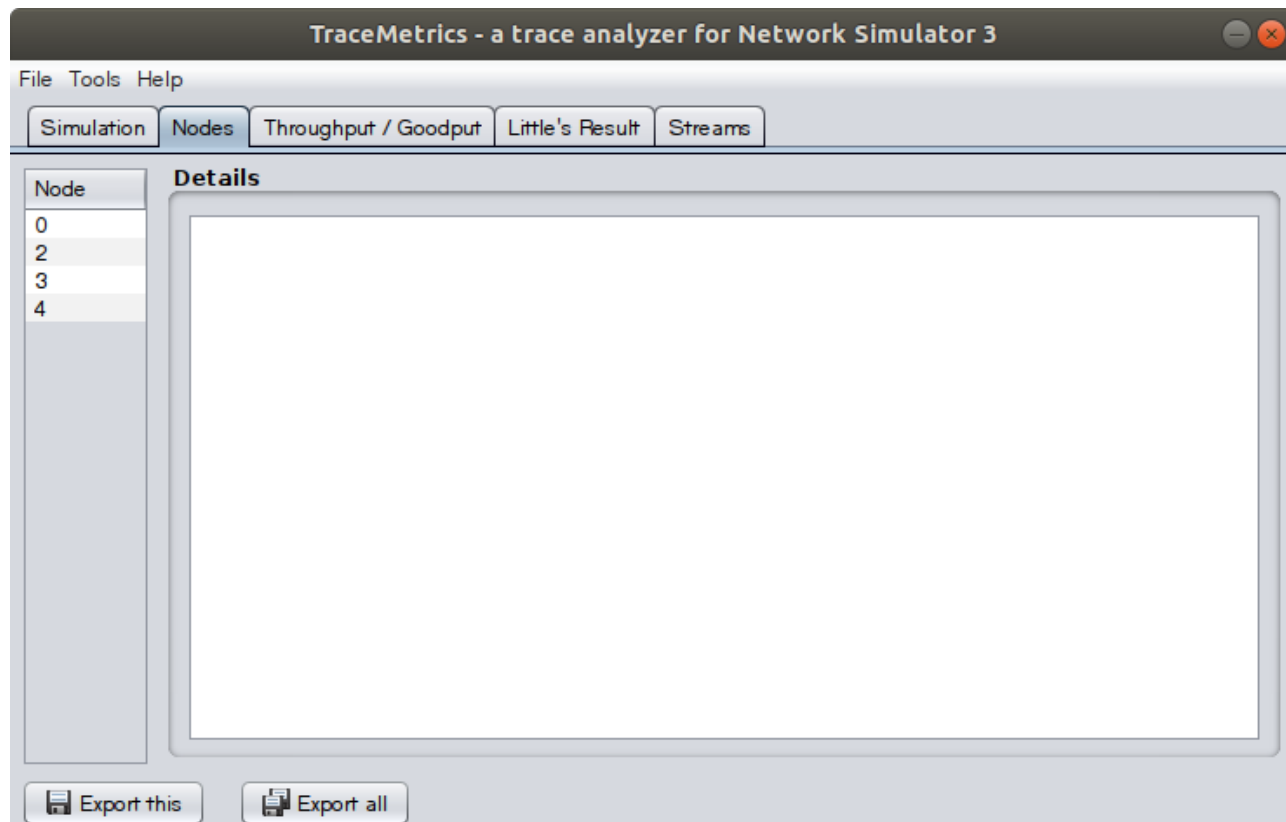 TraceMetrics - a trace analyzer for Network Simulator 3
File Tools Help
Simulation Nodes Throughput / Goodput Little's Result Streams
Node
0
2
3
4
Details
Export this Export all